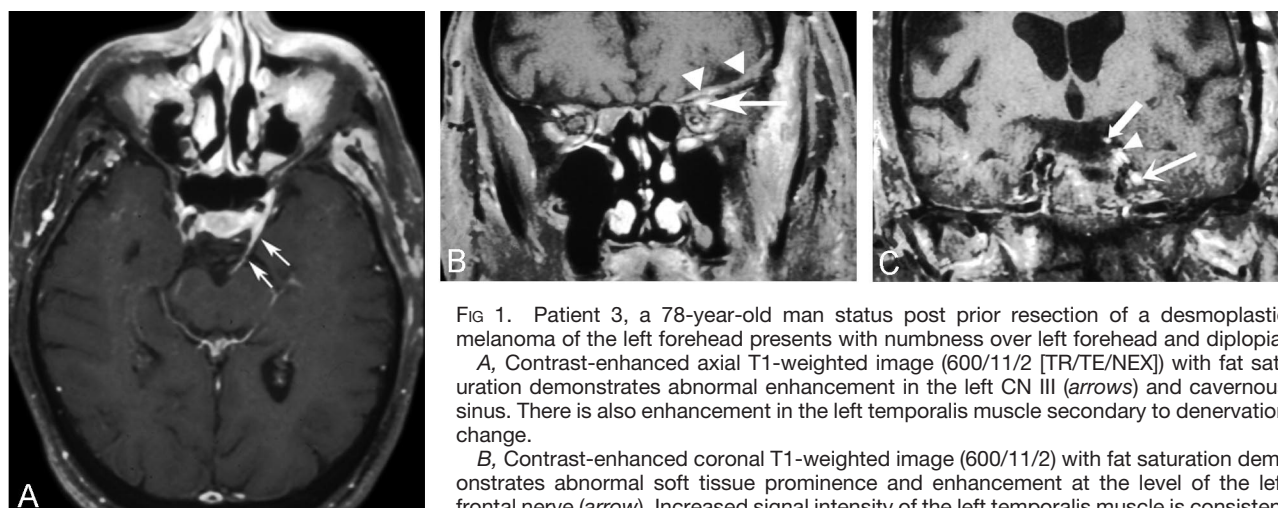 A
B
C
FIG 1. Patient 3, a 78-year-old man status post prior resection of a desmoplasti
melanoma of the left forehead presents with numbness over left forehead and diplopia
A, Contrast-enhanced axial T1-weighted image (600/11/2 [TR/TE/NEX]) with fat sat
uration demonstrates abnormal enhancement in the left CN III (arrows) and cavernou
sinus. There is also enhancement in the left temporalis muscle secondary to denervation
change.
B, Contrast-enhanced coronal T1-weighted image (600/11/2) with fat saturation dem
onstrates abnormal soft tissue prominence and enhancement at the level of the lef
frontal nerve (arrow). Increased signal intensity of the left temporalis muscle is consisten